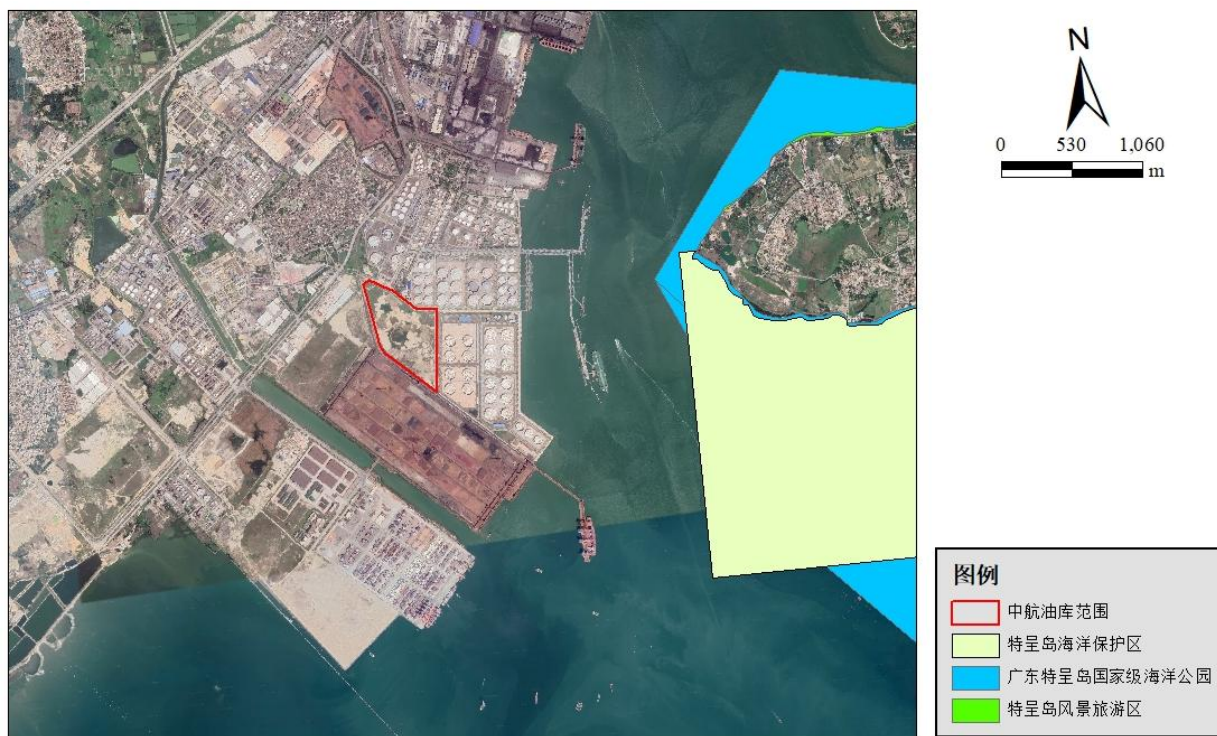 N
0 530 1,060
m
图例
中航油库范围
特呈岛海洋保护区
广东特呈岛国家级海洋公园
特呈岛风景旅游区